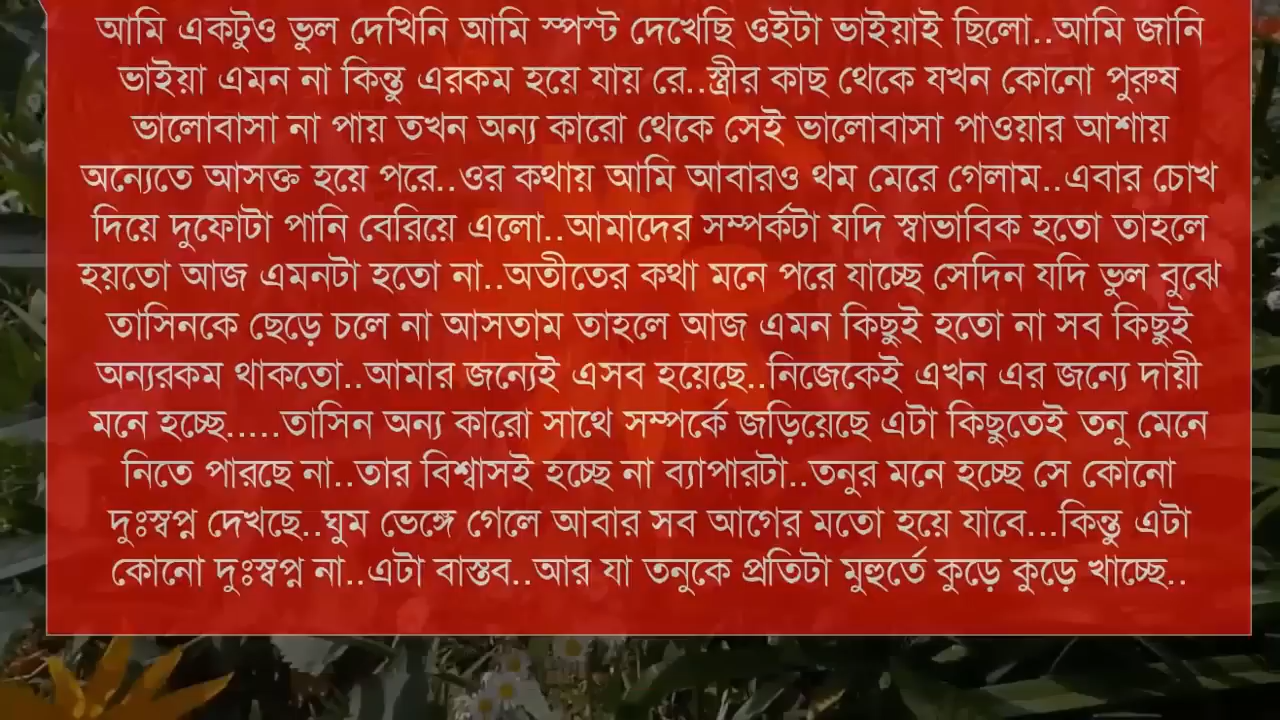 আমি একটুও ভুল দেখিনি আমি স্পস্ট দেখেছি ওইটা ভাইয়াই ছিলো..আমি জানি
ভাইয়া এমন না কিন্তু এরকম হয়ে যায় রে..স্ত্রীর কাছ থেকে যখন কোনো পুরুষ
ভালোবাসা না পায় তখন অন্য কারো থেকে সেই ভালোবাসা পাওয়ার আশায়
অন্যেতে আসক্ত হয়ে পরে..ওর কথায় আমি আবারও থম মেরে গেলাম..এবার চোখ
দিয়ে দুফোটা পানি বেরিয়ে এলো..আমাদের সম্পর্কটা যদি স্বাভাবিক হতো তাহলে
হয়তো আজ এমনটা হতো না..অতীতের কথা মনে পরে যাচ্ছে সেদিন যদি ভুল বুঝে
তাসিনকে ছেড়ে চলে না আসতাম তাহলে আজ এমন কিছুই হতো না সব কিছুই
অন্যরকম থাকতো..আমার জন্যেই এসব হয়েছে..নিজেকেই এখন এর জন্যে দায়ী
মনে হচ্ছে.....তাসিন অন্য কারো সাথে সম্পর্কে জড়িয়েছে এটা কিছুতেই তনু মেনে
নিতে পারছে না..তার বিশ্বাসই হচ্ছে না ব্যাপারটা..তনুর মনে হচ্ছে সে কোনো
দুঃস্বপ্ন দেখছে..ঘুম ভেঙ্গে গেলে আবার সব আগের মতো হয়ে যাবে...কিন্তু এটা
কোনো দুঃস্বপ্ন না..এটা বাস্তব..আর যা তনুকে প্রতিটা মুহুর্তে কুড়ে কুড়ে খাচ্ছে..